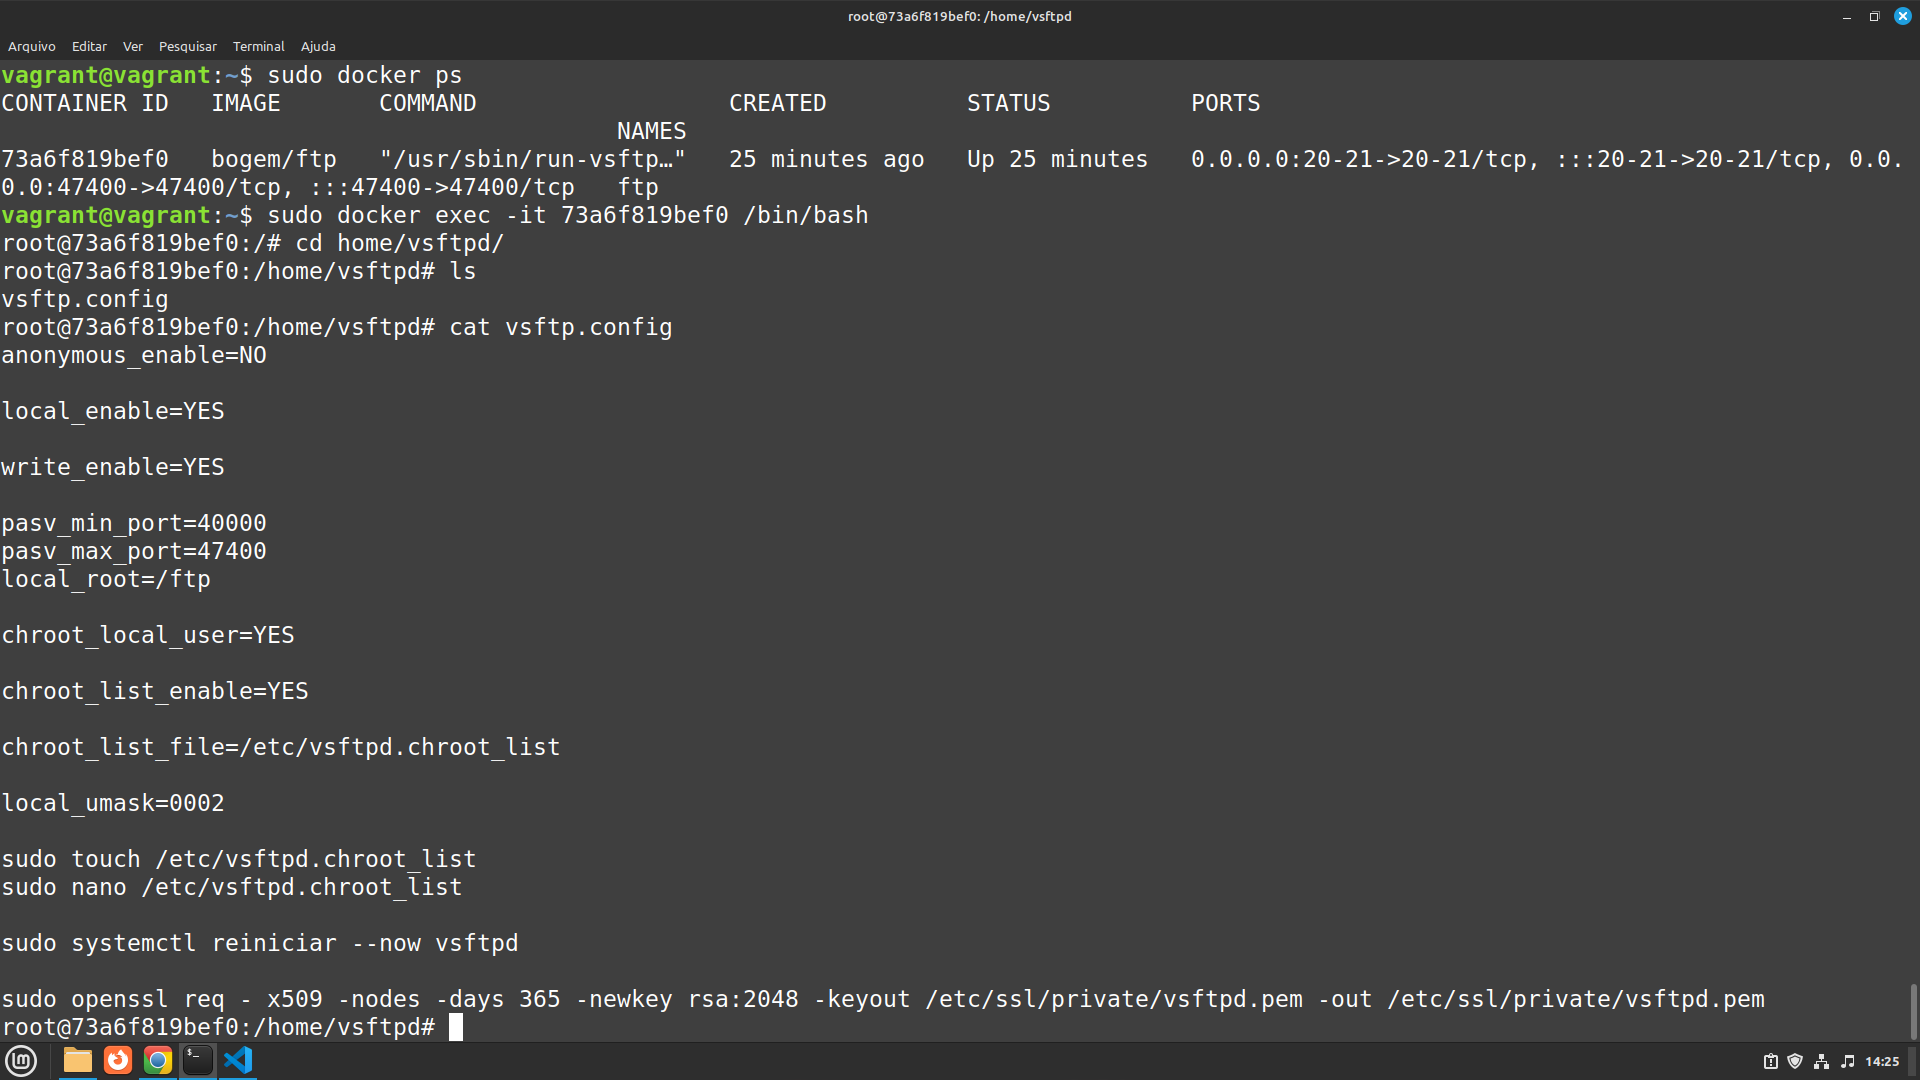 root@73a6f819bef0: /home/vsftpd
Arquivo Editar Ver Pesquisar Terminal Ajuda
vagrant@vagrant:~$ sudo docker ps
CONTAINER ID   IMAGE       COMMAND                  CREATED          STATUS          PORTS
                                            NAMES
73a6f819bef0   bogem/ftp   "/usr/sbin/run-vsftp…"   25 minutes ago   Up 25 minutes   0.0.0.0:20-21->20-21/tcp, :::20-21->20-21/tcp, 0.0.
0.0:47400->47400/tcp, :::47400->47400/tcp   ftp
vagrant@vagrant:~$ sudo docker exec -it 73a6f819bef0 /bin/bash
root@73a6f819bef0:/# cd home/vsftpd/
root@73a6f819bef0:/home/vsftpd# ls
vsftp.config
root@73a6f819bef0:/home/vsftpd# cat vsftp.config
anonymous_enable=NO
local_enable=YES
write_enable=YES
pasv_min_port=40000
pasv_max_port=47400
local_root=/ftp
chroot_local_user=YES
chroot_list_enable=YES
chroot_list_file=/etc/vsftpd.chroot_list
local_umask=0002
sudo touch /etc/vsftpd.chroot_list
sudo nano /etc/vsftpd.chroot_list
sudo systemctl reiniciar --now vsftpd
sudo openssl req - x509 -nodes -days 365 -newkey rsa:2048 -keyout /etc/ssl/private/vsftpd.pem -out /etc/ssl/private/vsftpd.pem
root@73a6f819bef0:/home/vsftpd#
14:25